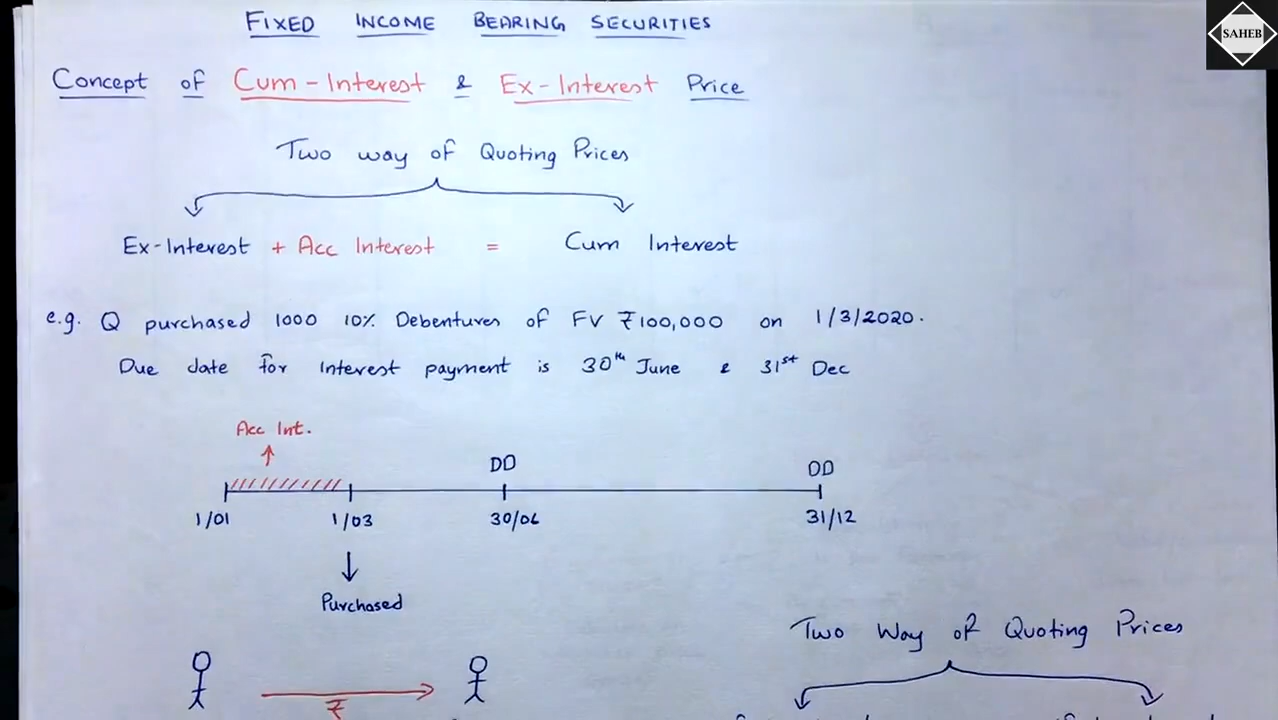 FIXED INCOME BEARING SECURITIES
SAHEB
Concept of Cum-Interest & Ex-Interest Price
Two way of Quoting Prices
Ex-Interest + Acc Interest = Cum Interest
e.g. Q purchased 1000 10% Debentures of FV ₹100,000 on 1/3/2020.
Due date for Interest payment is 30th June & 31st Dec
Acc Int.
DD DD
1/01 1/03 30/06 31/12
Purchased
Two Way of Quoting Prices
₹